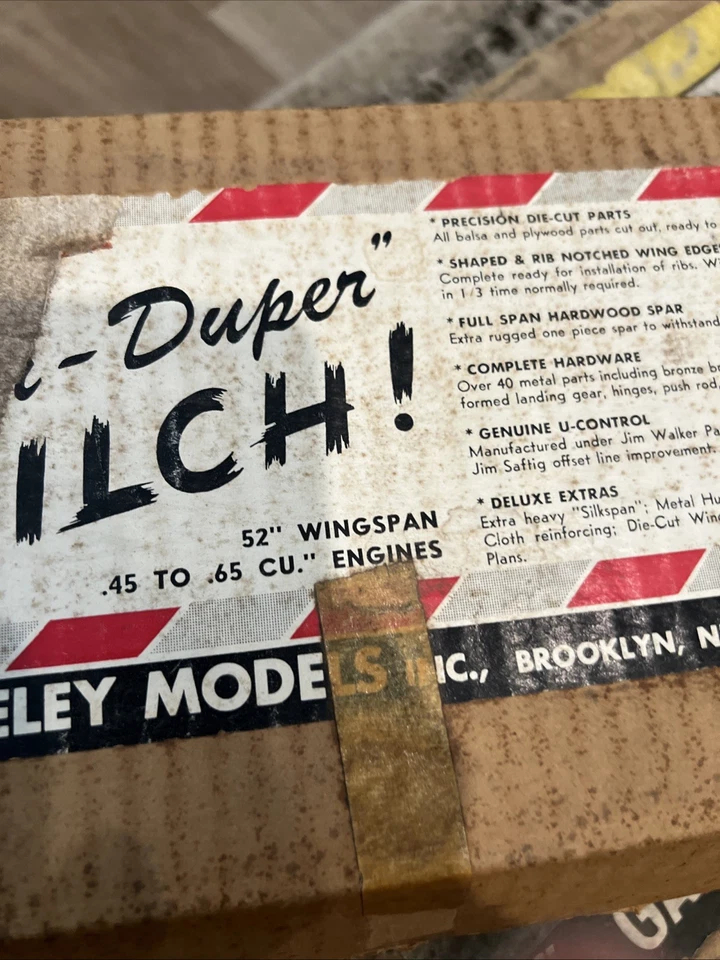 -Duper"
ILCH!
52" WINGSPAN
.45 TO .65 CU." ENGINES
* PRECISION DIE-CUT PARTS
All balsa and plywood parts cut out, ready to
* SHAPED & RIB NOTCHED WING EDGE
Complete ready for installation of ribs.
in 1/3 time normally required.
* FULL SPAN HARDWOOD SPAR
Extra rugged one piece spar to withstand
* COMPLETE HARDWARE
Over 40 metal parts including bronze
formed landing gear, hinges, push rod,
* GENUINE U-CONTROL
Manufactured under Jim Walker
Jim Saftig offset line improvement.
* DELUXE EXTRAS
Extra heavy "Silkspan"; Metal
Cloth reinforcing; Die-Cut
Plans.
ELEY MODELS INC., BROOKLYN, N
GA